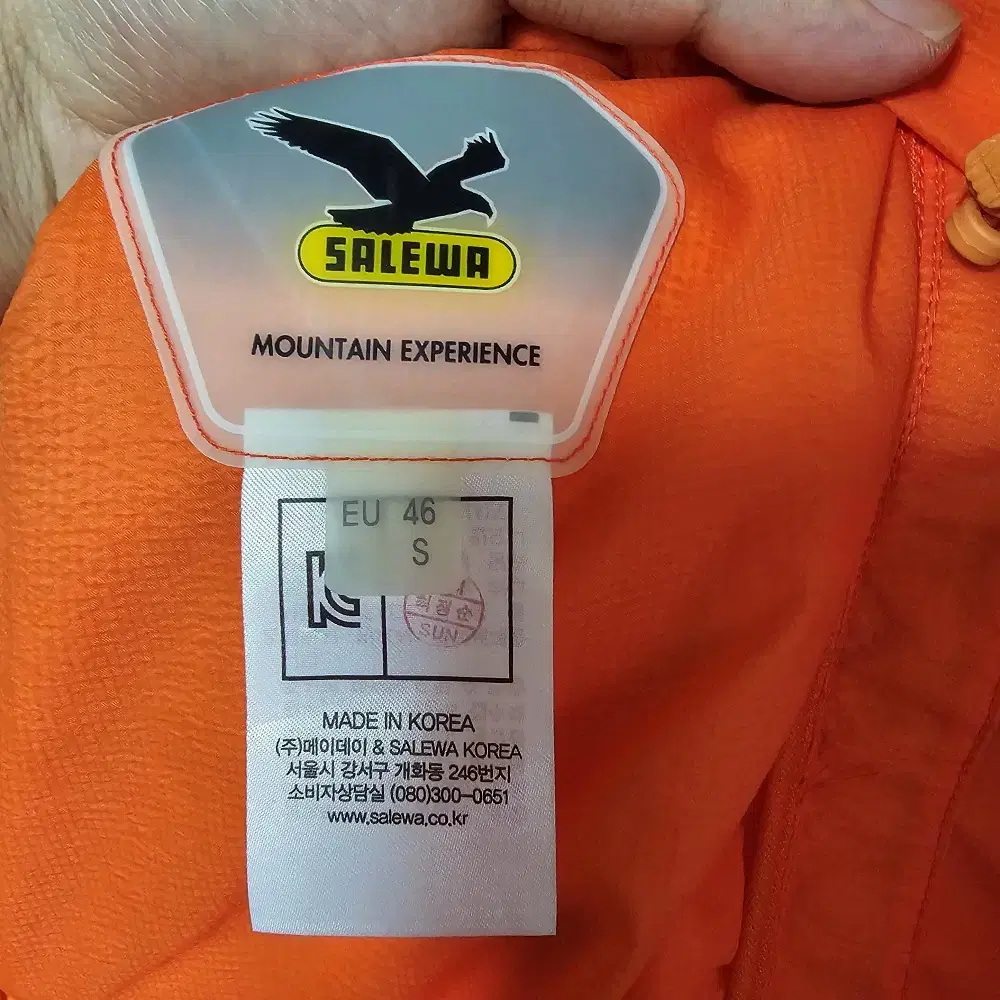 SALEWA
MOUNTAIN EXPERIENCE
EU 46
S
SUN
MADE IN KOREA
(주)메이데이 & SALEWA KOREA
서울시 강서구 개화동 246번지
소비자상담실 (080)300-0651
www.salewa.co.kr